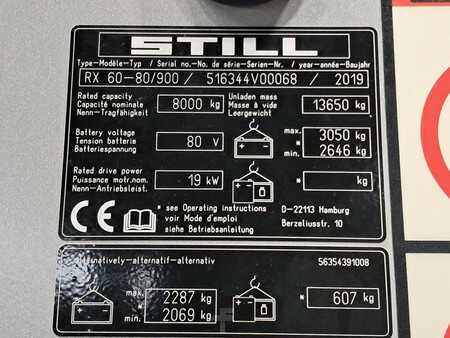 STILL
Type-Modèle-Typ / Serial no.-No. de série-Serien-Nr. / year-année-Baujahr
RX 60-80/900 / 516344V00068 / 2019
Rated capacity
Capacité nominale
Nenn-Tragfähigkeit
8000 kg
Unladen mass
Masse à vide
Leergewicht
13650 kg
Battery voltage
Tension batterie
Batteriespannung
80 V
max. 3050 kg
* *
min. 2646 kg
Rated drive power
Puissance motr.nom.
Nenn-Antriebsleist.
19 kW
* kg
CE
* see Operating instructions
voir Mode d'emploi
siehe Betriebsanleitung
D-22113 Hamburg
Berzeliusstr. 10
-alternatif-alternativ
56354391008
max. 2287 kg
min. 2069 kg
* 607 kg